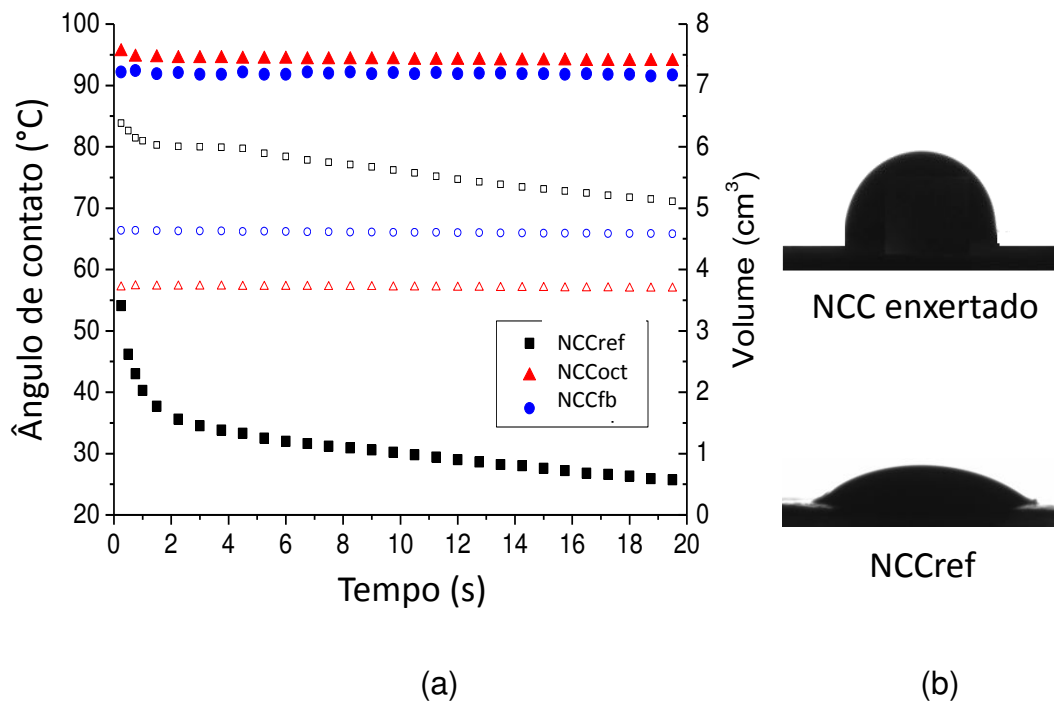 100
90
80
70
60
50
40
30
20
Ângulo de contato (°C)
0 2 4 6 8 10 12 14 16 18 20
Tempo (s)
8
7
6
5
4
3
2
1
0
Volume (cm³)
NCCref
NCCoct
NCCfb
(a)
NCC enxertado
NCCref
(b)